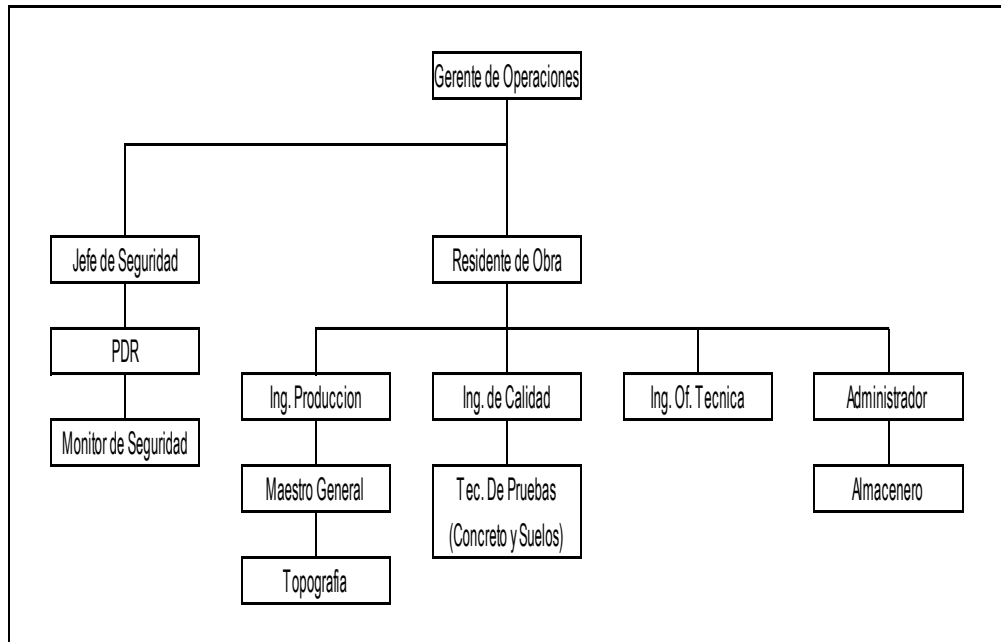 Gerente de Operaciones
Jefe de Seguridad
Residente de Obra
PDR
Ing. Produccion
Ing. de Calidad
Ing. Of. Tecnica
Administrador
Monitor de Seguridad
Maestro General
Tec. De Pruebas
(Concreto y Suelos)
Almacenero
Topografia